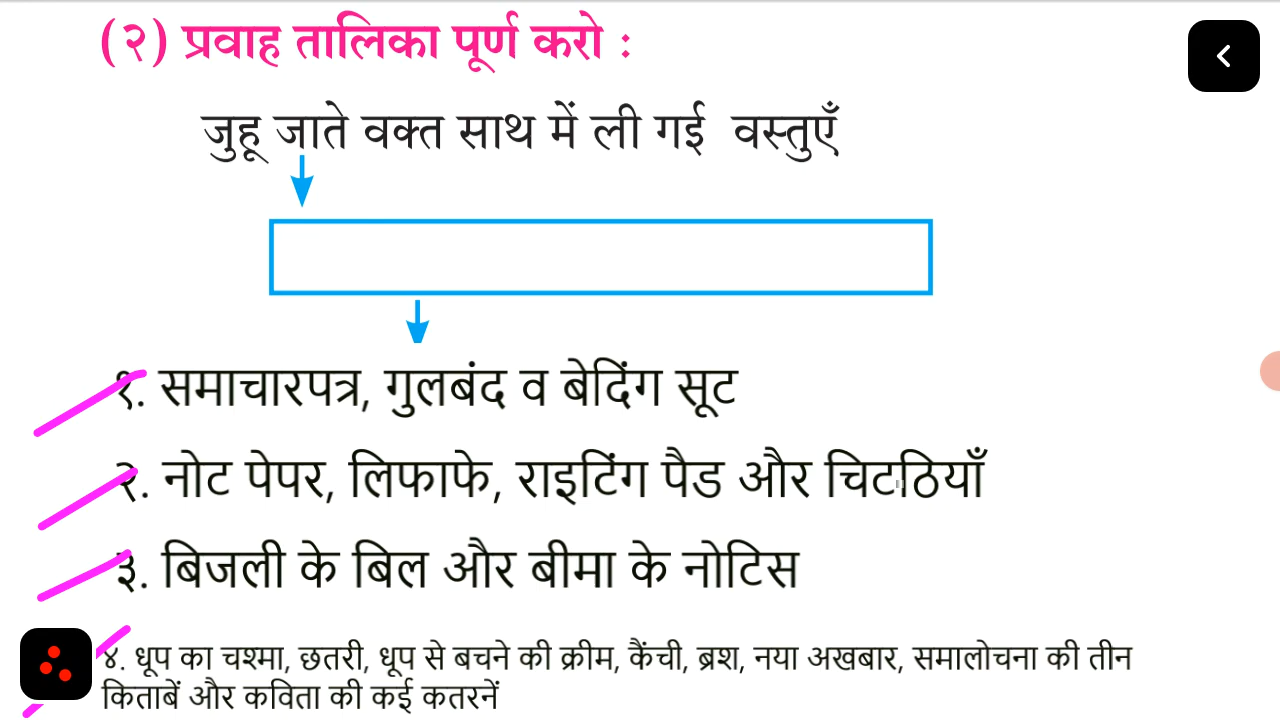 (२) प्रवाह तालिका पूर्ण करो :
जुहू जाते वक्त साथ में ली गई वस्तुएँ
१. समाचारपत्र, गुलबंद व बेदिंग सूट
२. नोट पेपर, लिफाफे, राइटिंग पैड और चिटठियाँ
३. बिजली के बिल और बीमा के नोटिस
४. धूप का चश्मा, छतरी, धूप से बचने की क्रीम, कैंची, ब्रश, नया अखबार, समालोचना की तीन
किताबें और कविता की कई कतरनें